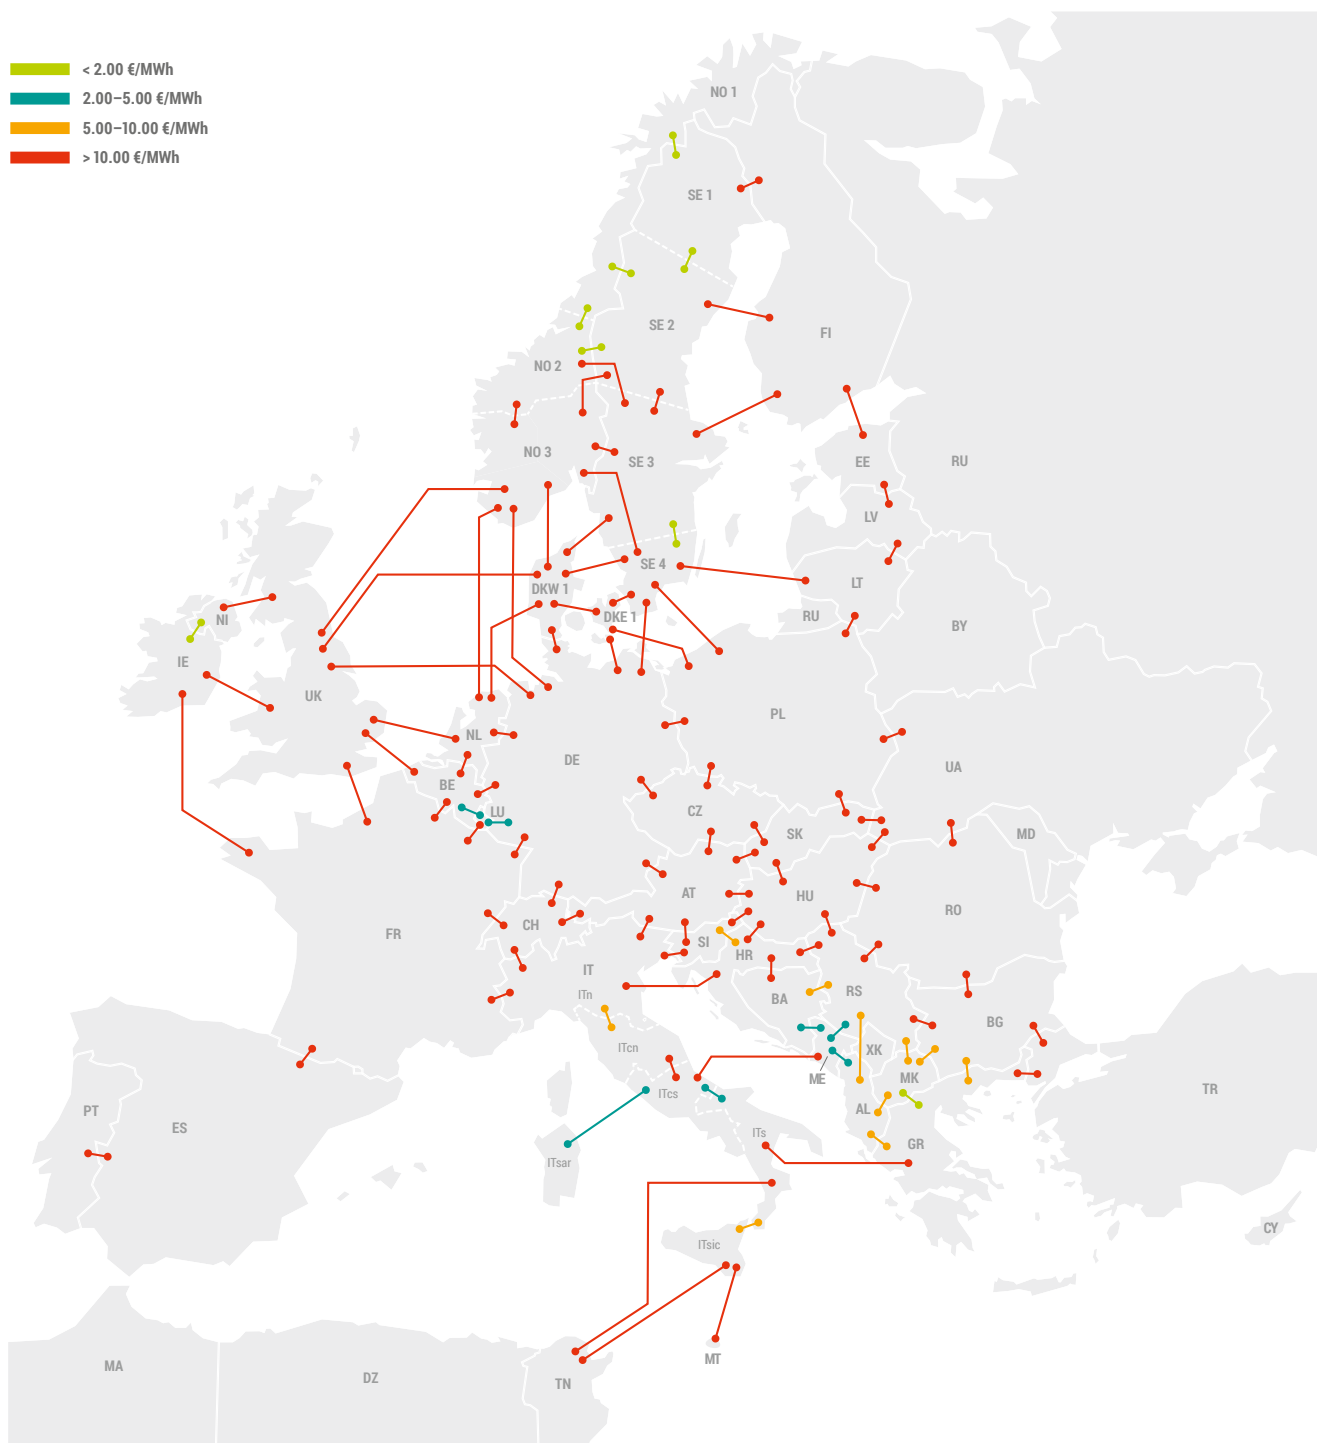 < 2.00 €/MWh
2.00–5.00 €/MWh
5.00–10.00 €/MWh
> 10.00 €/MWh
NO 1
SE 1
SE 2
FI
NO 2
NO 3
SE 3
EE
RU
LV
SE 4
LT
DKW 1
DKE 1
RU
BY
NI
IE
UK
NL
PL
DE
UA
BE
LU
CZ
SK
MD
AT
HU
RO
CH
FR
SI
HR
IT
ITn
BA
RS
BG
ITcn
XK
ME
MK
ITcs
TR
PT
AL
ES
ITs
GR
ITsar
CY
ITsic
MT
MA
DZ
TN